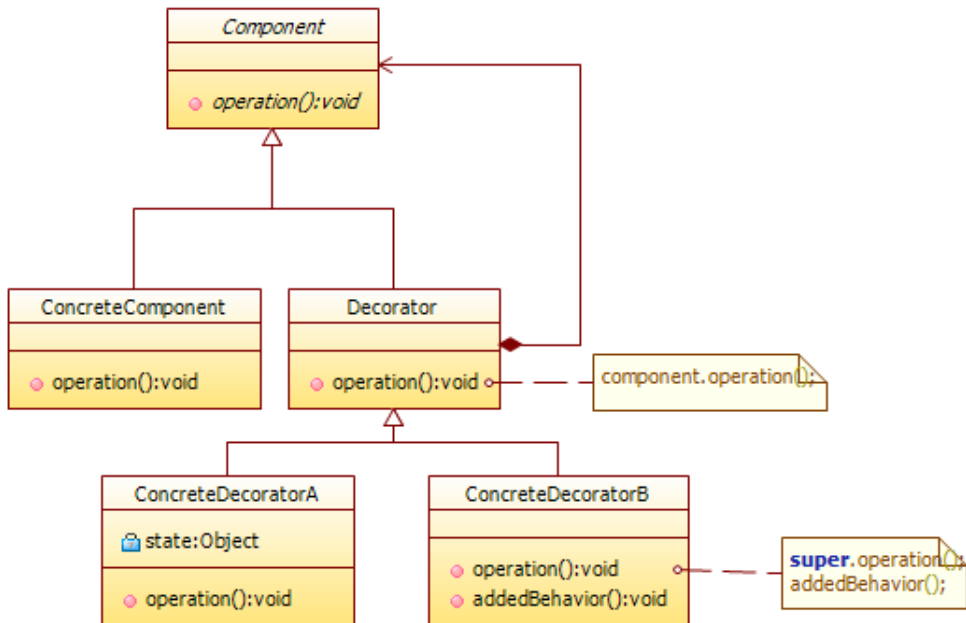 Component
operation():void
ConcreteComponent
operation():void
Decorator
operation():void
component.operation();
ConcreteDecoratorA
state:Object
operation():void
ConcreteDecoratorB
operation():void
addedBehavior():void
super.operation();
addedBehavior();